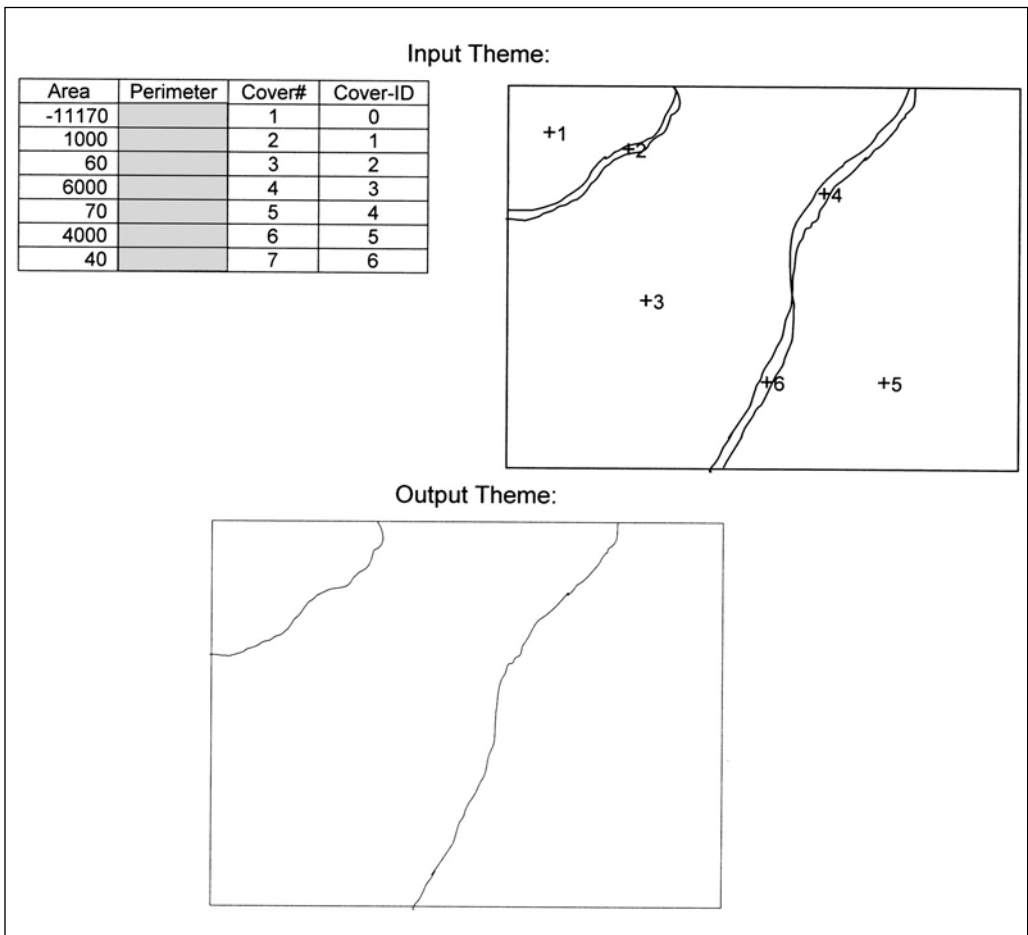 Input Theme:
Area Perimeter Cover# Cover-ID
-11170 1 0
1000 2 1
60 3 2
6000 4 3
70 5 4
4000 6 5
40 7 6
+1
+2
+4
+3
+6 +5
Output Theme: